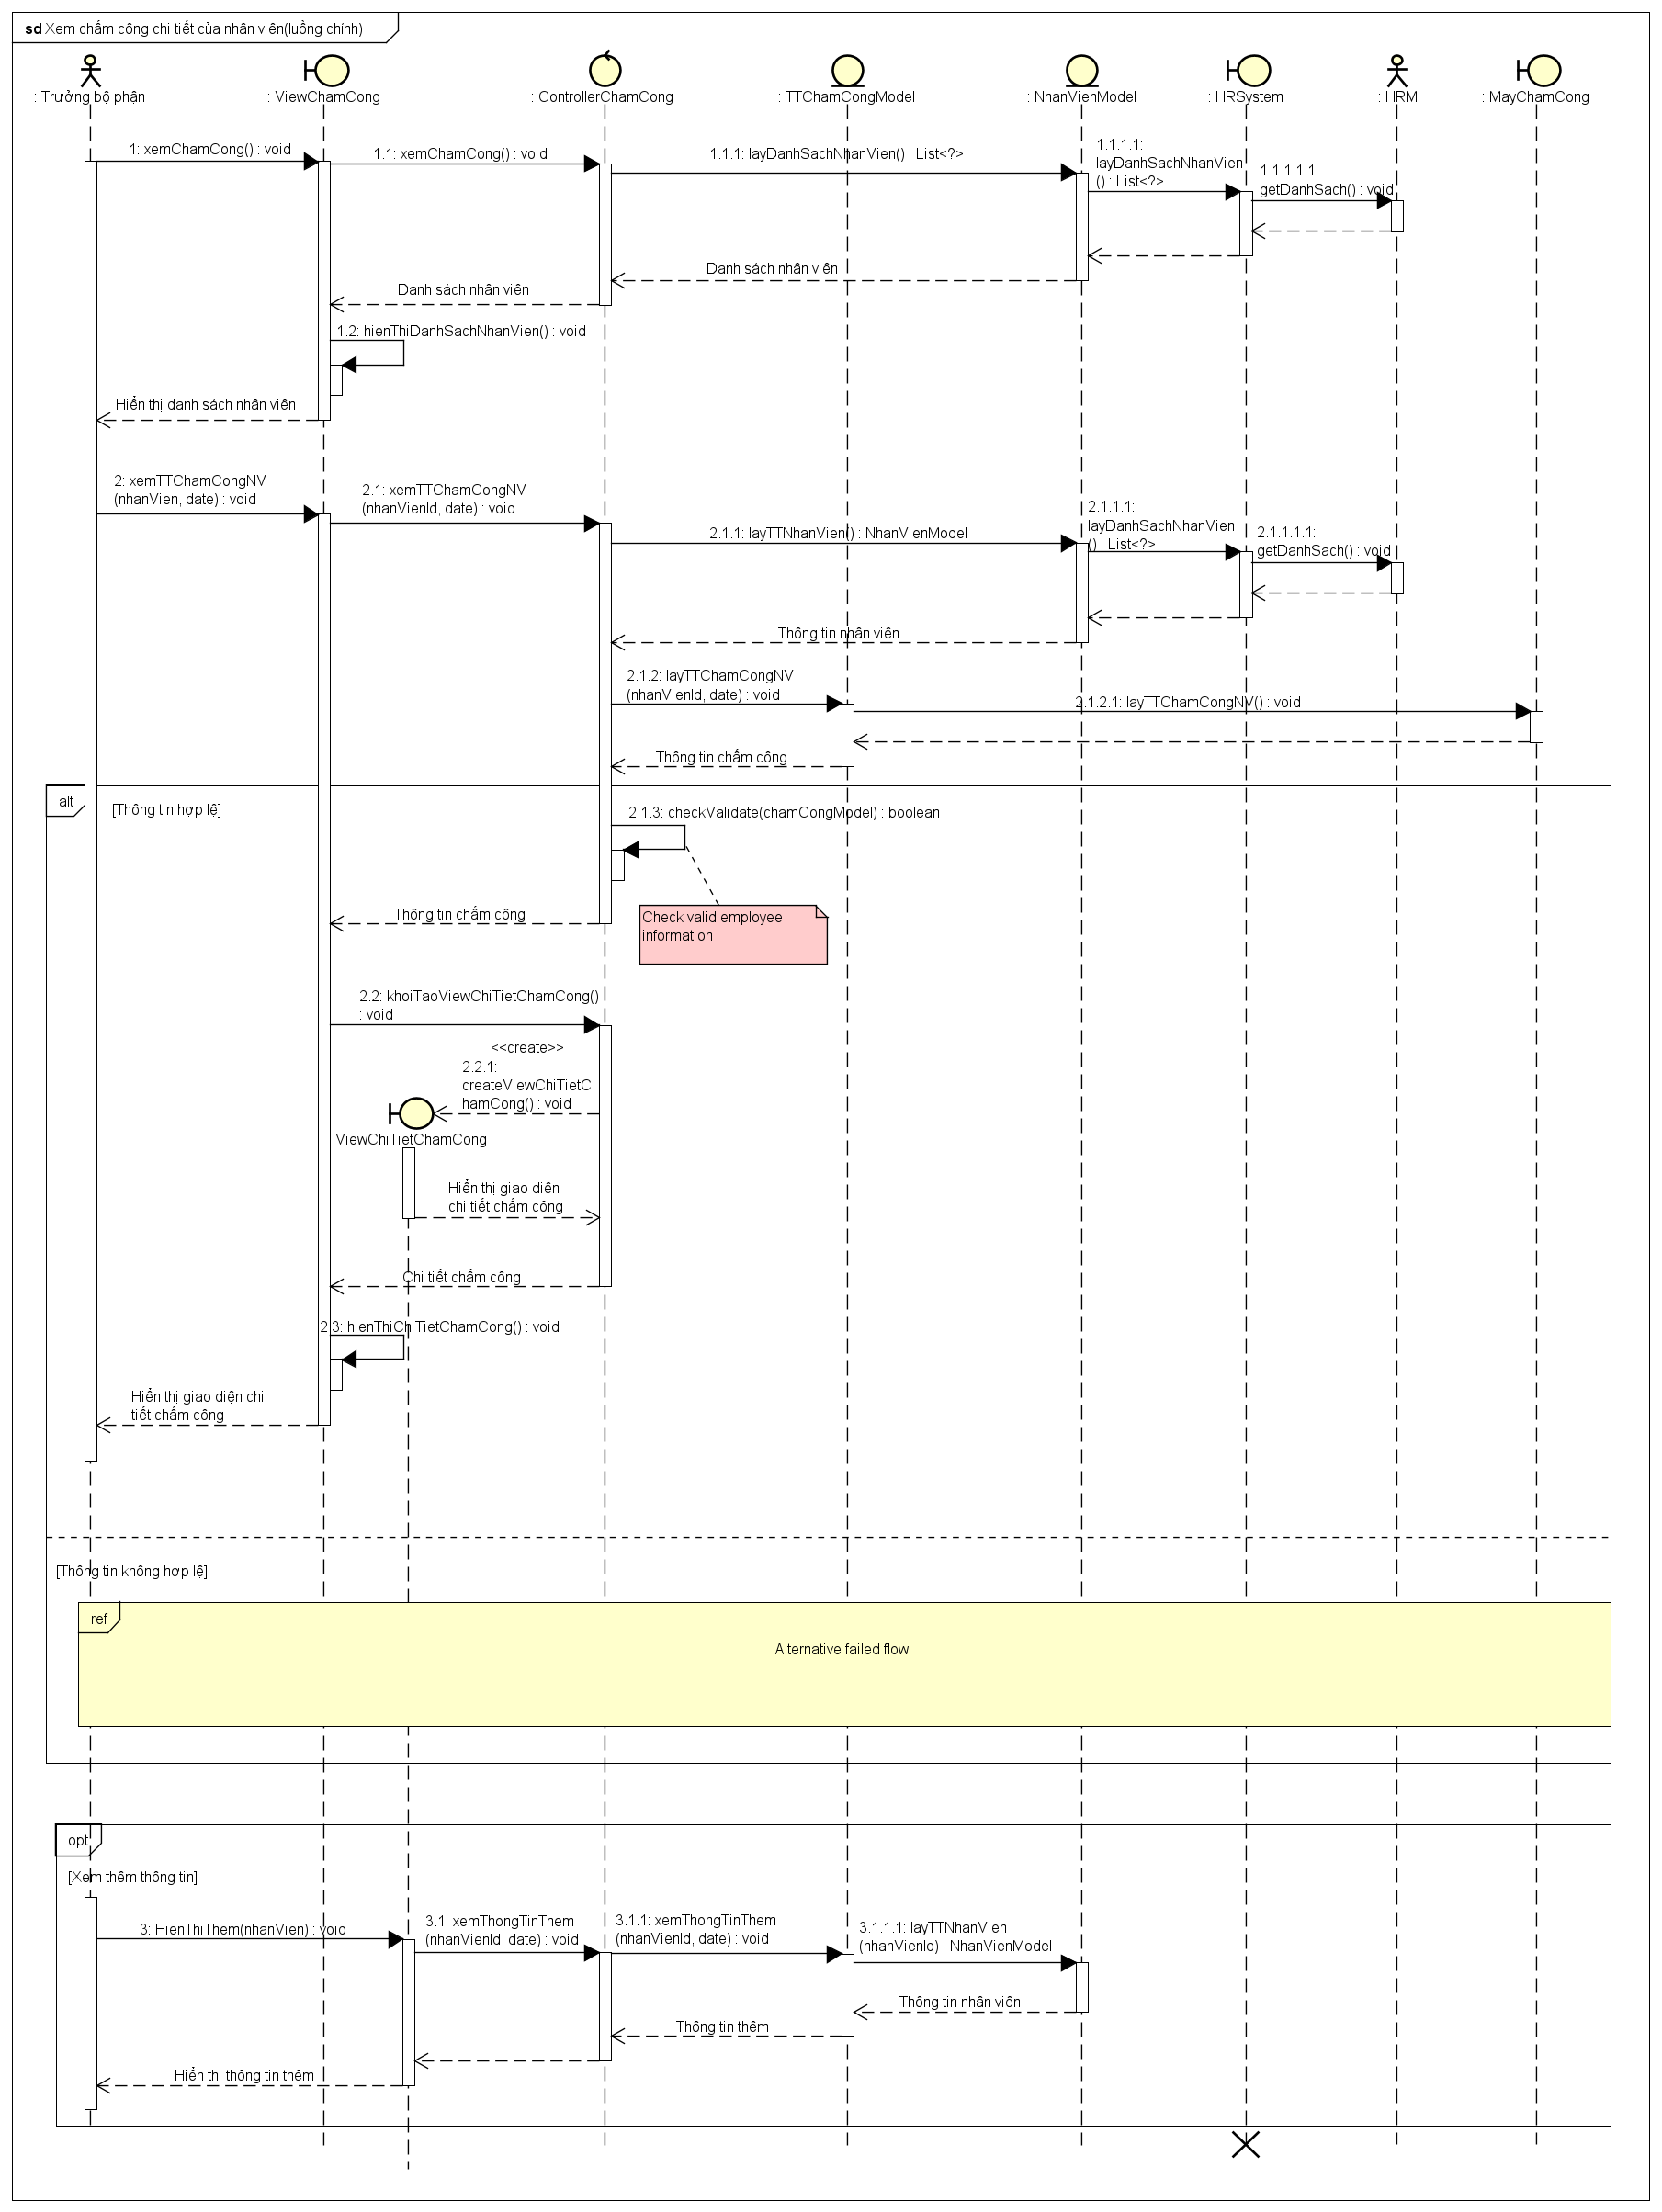 sd Xem chấm công chi tiết của nhân viên(luồng chính)
: Trưởng bộ phận
: ViewChamCong
: ControllerChamCong
: TTChamCongModel
: NhanVienModel
: HRSystem
: HRM
: MayChamCong
1: xemChamCong() : void
1.1: xemChamCong() : void
1.1.1: layDanhSachNhanVien() : List<?>
1.1.1.1:
layDanhSachNhanVien
() : List<?>
1.1.1.1.1:
getDanhSach() : void
Danh sách nhân viên
Danh sách nhân viên
1.2: hienThiDanhSachNhanVien() : void
Hiển thị danh sách nhân viên
2: xemTTChamCongNV
(nhanVien, date) : void
2.1: xemTTChamCongNV
(nhanVienId, date) : void
2.1.1: layTTNhanVien() : NhanVienModel
2.1.1.1:
layDanhSachNhanVien
() : List<?>
2.1.1.1.1:
getDanhSach() : void
Thông tin nhân viên
2.1.2: layTTChamCongNV
(nhanVienId, date) : void
2.1.2.1: layTTChamCongNV() : void
Thông tin chấm công
alt
[Thông tin hợp lệ]
2.1.3: checkValidate(chamCongModel) : boolean
Thông tin chấm công
Check valid employee
information
2.2: khoiTaoViewChiTietChamCong()
: void
<<create>>
2.2.1:
createViewChiTietC
hamCong() : void
ViewChiTietChamCong
Hiển thị giao diện
chi tiết chấm công
Chi tiết chấm công
2.3: hienThiChiTietChamCong() : void
Hiển thị giao diện chi
tiết chấm công
[Thông tin không hợp lệ]
ref
Alternative failed flow
opt
[Xem thêm thông tin]
3: HienThiThem(nhanVien) : void
3.1: xemThongTinThem
(nhanVienId, date) : void
3.1.1: xemThongTinThem
(nhanVienId, date) : void
3.1.1.1: layTTNhanVien
(nhanVienId) : NhanVienModel
Thông tin nhân viên
Thông tin thêm
Hiển thị thông tin thêm